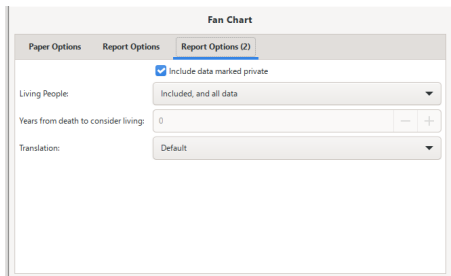 Fan Chart
Paper Options Report Options Report Options (2)
Include data marked private
Living People: Included, and all data
Years from death to consider living: 0
Translation: Default